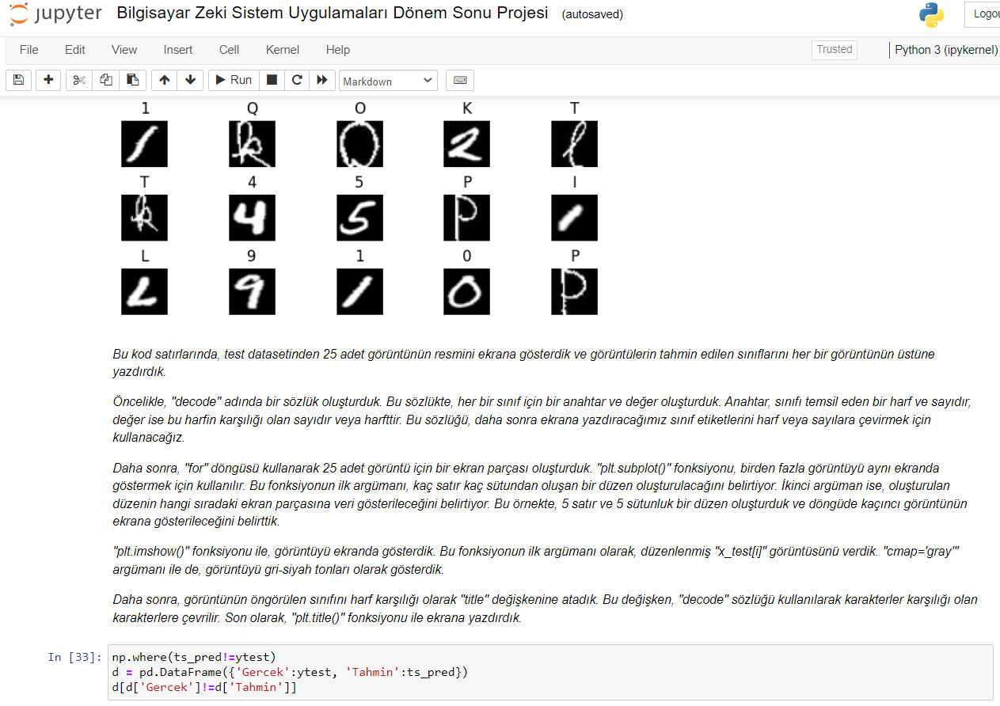 jupyter Bilgisayar Zeki Sistem Uygulamaları Dönem Sonu Projesi (autosaved) Logou
File Edit View Insert Cell Kernel Help Trusted Python 3 (ipykernel)
Run Markdown
1 Q O K T
1 k Q 2 l
T 4 5 P I
k 4 5 P 1
L 9 1 0 P
L 9 1 0 P
Bu kod satırlarında, test datasetinden 25 adet görüntünün resmini ekrana gösterdik ve görüntülerin tahmin edilen sınıflarını her bir görüntünün üstüne
yazdırdık.
Öncelikle, "decode" adında bir sözlük oluşturduk. Bu sözlükte, her bir sınıf için bir anahtar ve değer oluşturduk. Anahtar, sınıfı temsil eden bir harf ve sayıdır,
değer ise bu harfin karşılığı olan sayıdır veya harfttir. Bu sözlüğü, daha sonra ekrana yazdıracağımız sınıf etiketlerini harf veya sayılara çevirmek için
kullanacağız.
Daha sonra, "for" döngüsü kullanarak 25 adet görüntü için bir ekran parçası oluşturduk. "plt.subplot()" fonksiyonu, birden fazla görüntüyü aynı ekranda
göstermek için kullanılır. Bu fonksiyonun ilk argümanı, kaç satır kaç sütundan oluşan bir düzen oluşturulacağını belirtiyor. İkinci argüman ise, oluşturulan
düzenin hangi sıradaki ekran parçasına veri gösterileceğini belirtiyor. Bu örnekte, 5 satır ve 5 sütunluk bir düzen oluşturduk ve döngüde kaçıncı görüntünün
ekrana gösterileceğini belirttik.
"plt.imshow()" fonksiyonu ile, görüntüyü ekranda gösterdik. Bu fonksiyonun ilk argümanı olarak, düzenlenmiş "x_test[i]" görüntüsünü verdik. "cmap='gray'"
argümanı ile de, görüntüyü gri-siyah tonları olarak gösterdik.
Daha sonra, görüntünün öngörülen sınıfını harf karşılığı olarak "title" değişkenine atadık. Bu değişken, "decode" sözlüğü kullanılarak karakterler karşılığı olan
karakterlere çevrilir. Son olarak, "plt.title()" fonksiyonu ile ekrana yazdırdık.
In [33]: np.where(ts_pred!=ytest)
d = pd.DataFrame({'Gercek':ytest, 'Tahmin':ts_pred})
d[d['Gercek']!=d['Tahmin']]